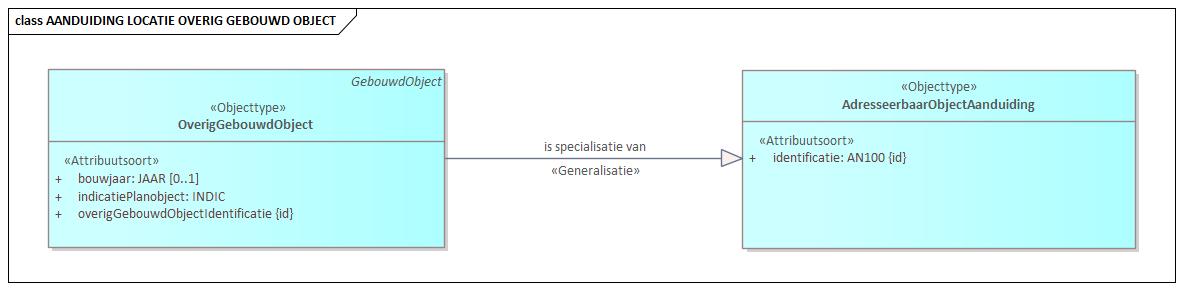 class AANDUIDING LOCATIE OVERIG GEBOUWD OBJECT
GebouwdObject
«Objecttype»
OverigGebouwdObject
«Attribuutsoort»
+ bouwjaar: JAAR [0..1]
+ indicatiePlanobject: INDIC
+ overigGebouwdObjectIdentificatie {id}
is specialisatie van
«Generalisatie»
«Objecttype»
AdresseerbaarObjectAanduiding
«Attribuutsoort»
+ identificatie: AN100 {id}